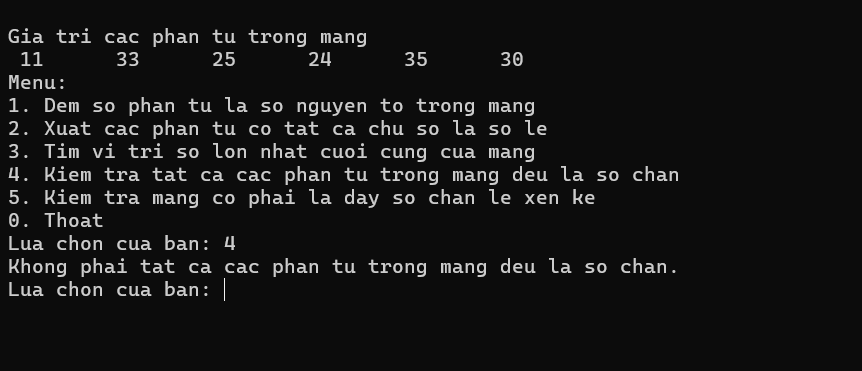 Gia tri cac phan tu trong mang
11 33 25 24 35 30
Menu:
1. Dem so phan tu la so nguyen to trong mang
2. Xuat cac phan tu co tat ca chu so la so le
3. Tim vi tri so lon nhat cuoi cung cua mang
4. Kiem tra tat ca cac phan tu trong mang deu la so chan
5. Kiem tra mang co phai la day so chan le xen ke
0. Thoat
Lua chon cua ban: 4
Khong phai tat ca cac phan tu trong mang deu la so chan.
Lua chon cua ban: